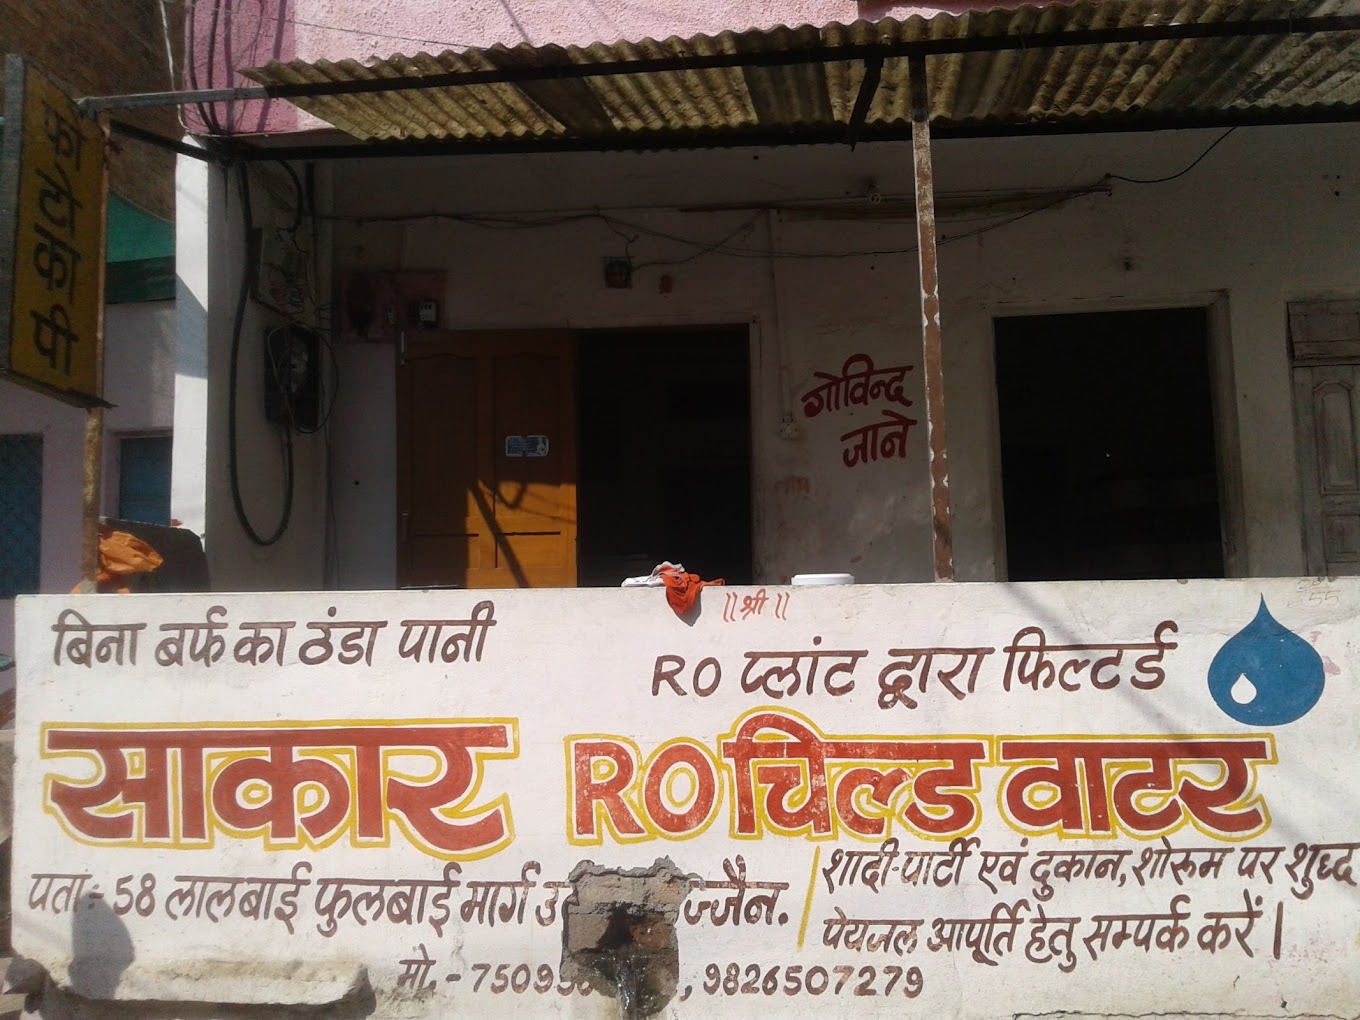 फोटोकॉपी
गोविन्द
जाने
|| श्री ||
बिना बर्फ का ठंडा पानी
RO प्लांट द्वारा फिल्टर्ड
साकार RO चिल्ड वाटर
पता:- 58 लालबाई फुलबाई मार्ग
शादी-पार्टी एवं दुकान, शोरूम पर शुध्द
पेयजल आपूर्ति हेतु सम्पर्क करें।
मो. - , 9826507279